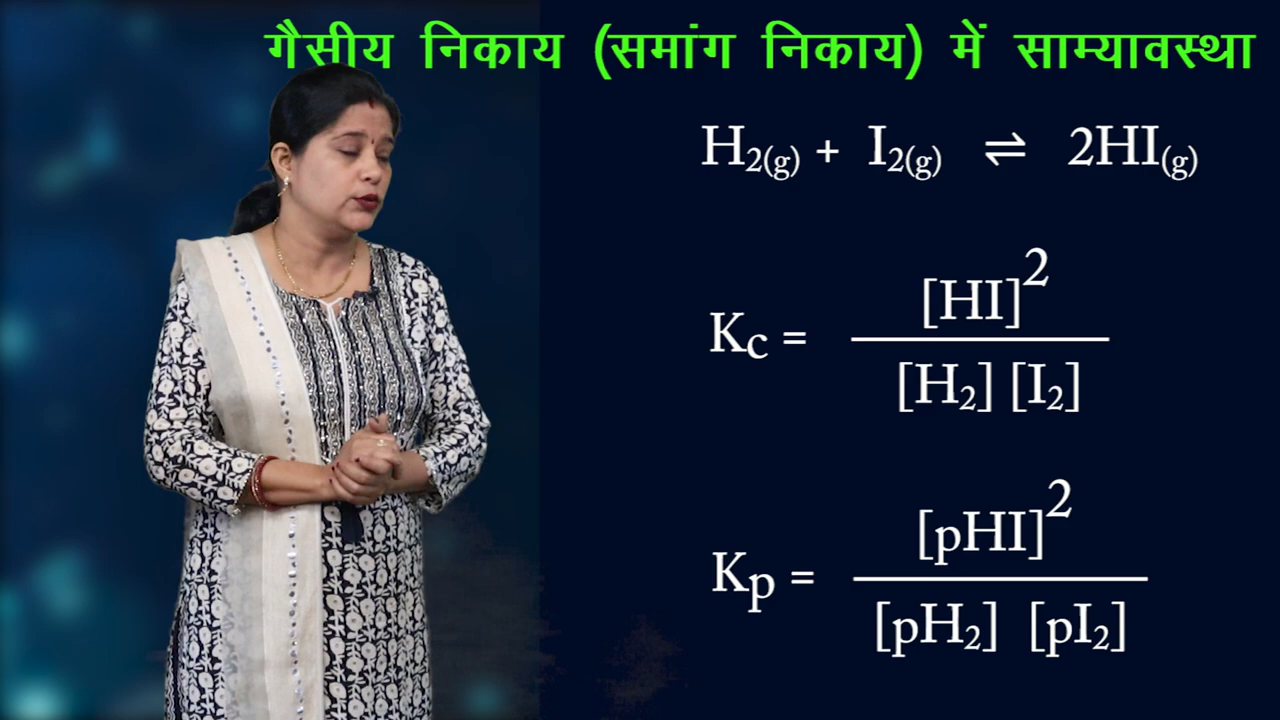 गैसीय निकाय (समांग निकाय) में साम्यावस्था
H₂(g) + I₂(g) ⇌ 2HI(g)
Kc = [HI]² / [H₂] [I₂]
Kp = [pHI]² / [pH₂] [pI₂]